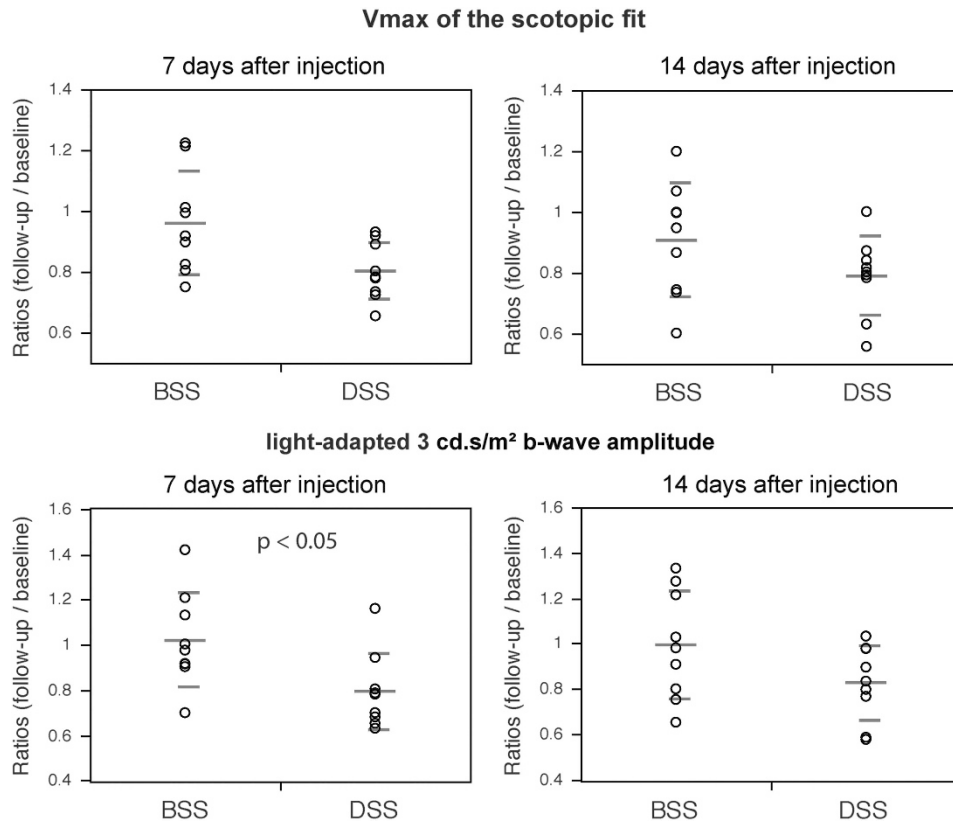 Vmax of the scotopic fit
7 days after injection
14 days after injection
Ratios (follow-up / baseline)
1.4
1.2
1
0.8
0.6
BSS
DSS
Ratios (follow-up / baseline)
1.4
1.2
1
0.8
0.6
BSS
DSS
light-adapted 3 cd.s/m² b-wave amplitude
7 days after injection
14 days after injection
Ratios (follow-up / baseline)
1.6
1.4
1.2
1
0.8
0.6
0.4
p < 0.05
BSS
DSS
Ratios (follow-up / baseline)
1.6
1.4
1.2
1
0.8
0.6
0.4
BSS
DSS